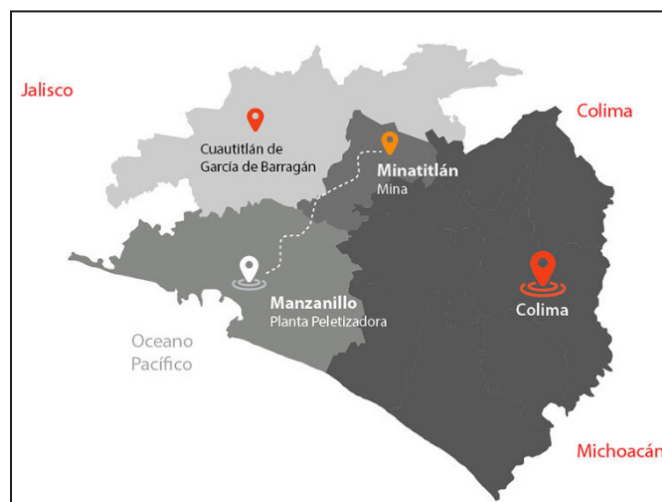 Jalisco
Colima
Cuautitlán de
García de Barragán
Minatitlán
Mina
Colima
Manzanillo
Planta Peletizadora
Oceano
Pacífico
Michoacán